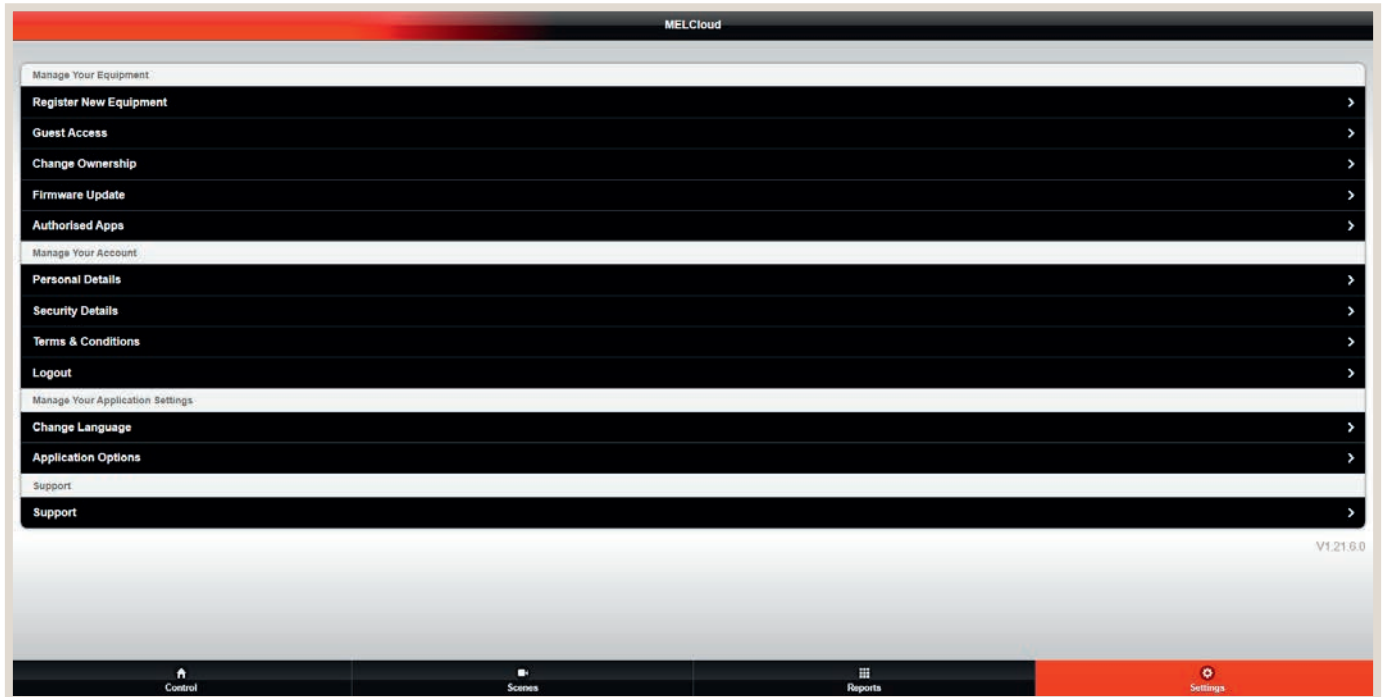 MELCloud
Manage Your Equipment
Register New Equipment
Guest Access
Change Ownership
Firmware Update
Authorised Apps
Manage Your Account
Personal Details
Security Details
Terms & Conditions
Logout
Manage Your Application Settings
Change Language
Application Options
Support
Support
V1.21.6.0
Control
Scenes
Reports
Settings